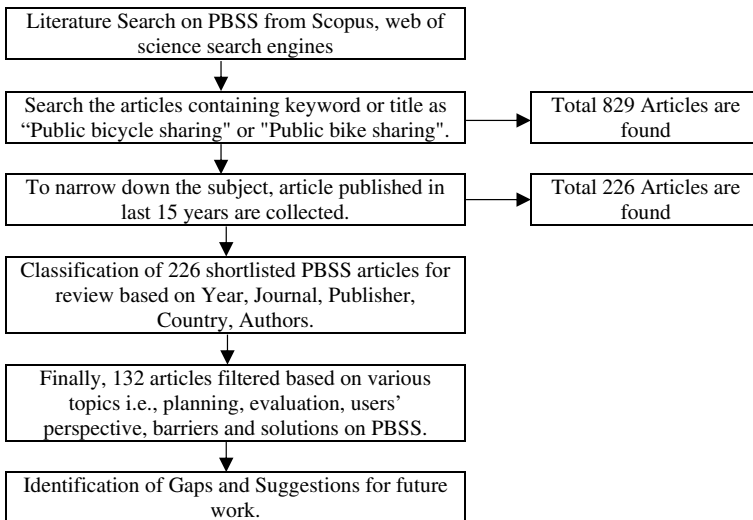 Literature Search on PBSS from Scopus, web of
science search engines
Search the articles containing keyword or title as
“Public bicycle sharing" or "Public bike sharing".
Total 829 Articles are
found
To narrow down the subject, article published in
last 15 years are collected.
Total 226 Articles are
found
Classification of 226 shortlisted PBSS articles for
review based on Year, Journal, Publisher,
Country, Authors.
Finally, 132 articles filtered based on various
topics i.e., planning, evaluation, users’
perspective, barriers and solutions on PBSS.
Identification of Gaps and Suggestions for future
work.